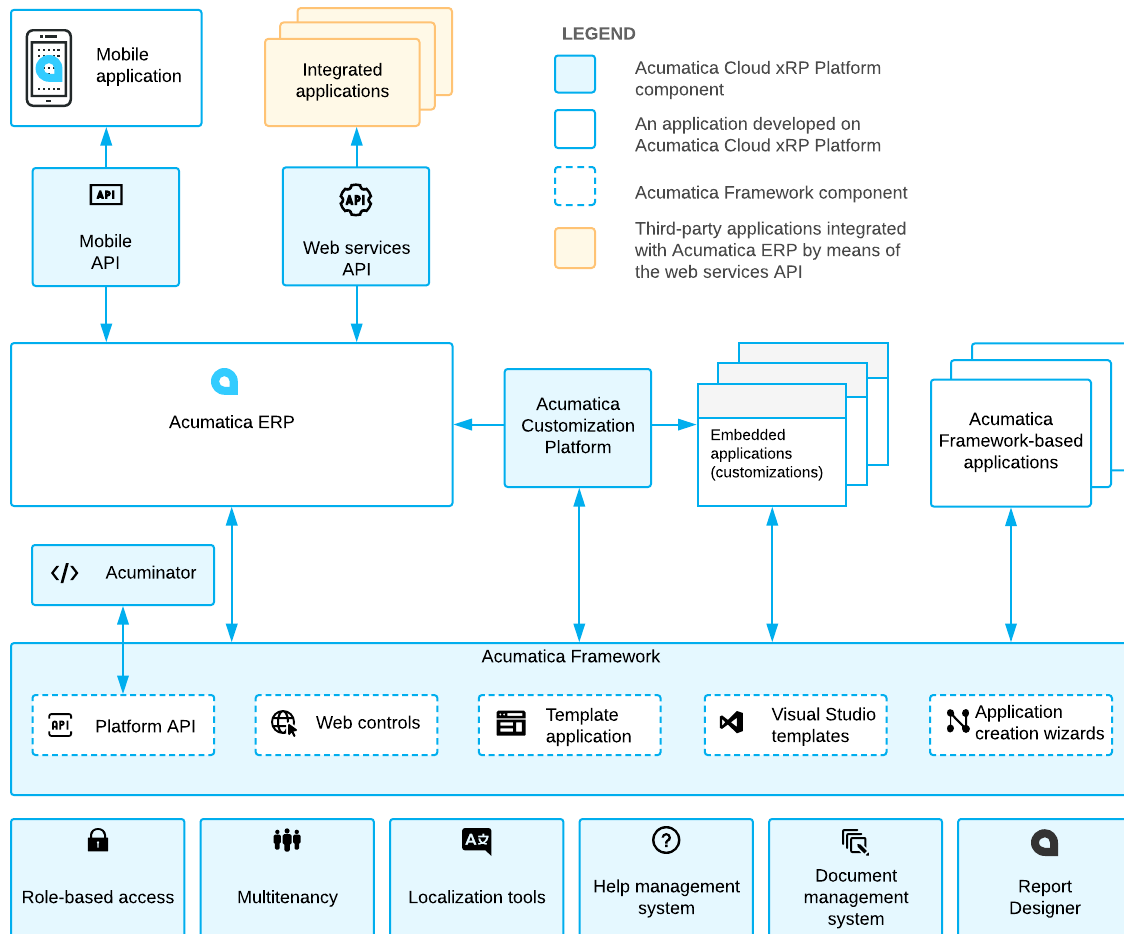 Mobile
application
Integrated
applications
LEGEND
Acumatica Cloud xRP Platform
component
An application developed on
Acumatica Cloud xRP Platform
Acumatica Framework component
Third-party applications integrated
with Acumatica ERP by means of
the web services API
API
Mobile
API
API
Web services
API
Acumatica ERP
Acumatica
Customization
Platform
Embedded
applications
(customizations)
Acumatica
Framework-based
applications
Acuminator
Acumatica Framework
API
Platform API
Web controls
Template
application
Visual Studio
templates
Application
creation wizards
Role-based access
Multitenancy
Localization tools
Help management
system
Document
management
system
Report
Designer